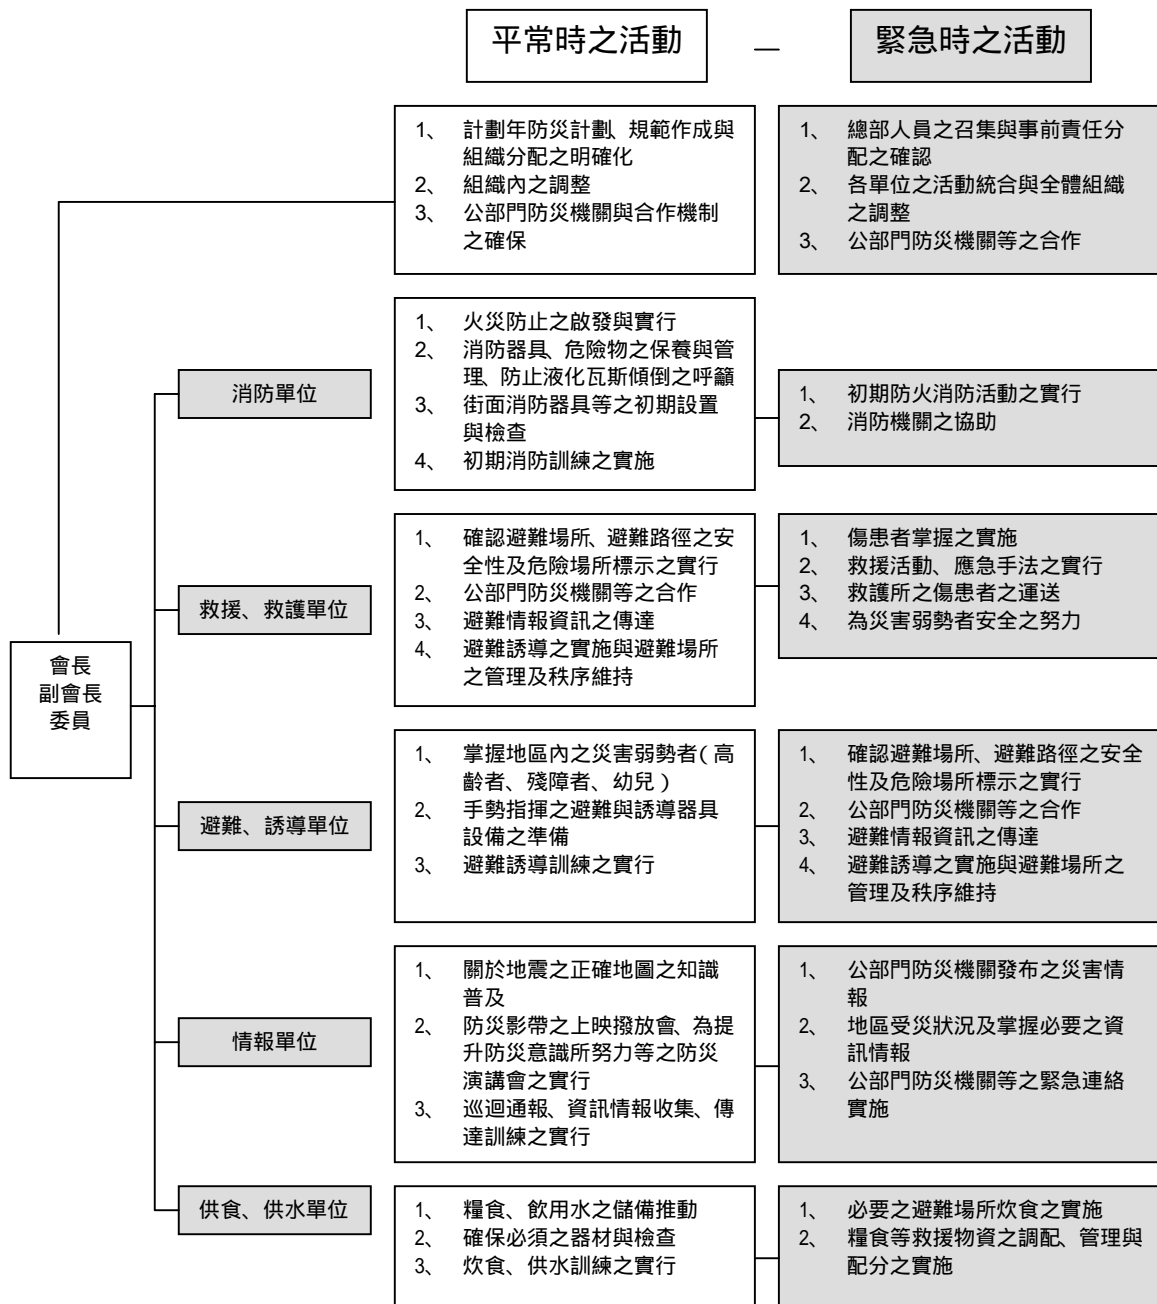 平常時之活動 — 緊急時之活動
1、 計劃年防災計劃、規範作成與
組織分配之明確化
2、 組織內之調整
3、 公部門防災機關與合作機制
之確保
1、 總部人員之召集與事前責任分
配之確認
2、 各單位之活動統合與全體組織
之調整
3、 公部門防災機關等之合作
會長
副會長
委員
消防單位
1、 火災防止之啟發與實行
2、 消防器具、危險物之保養與管
理、防止液化瓦斯傾倒之呼籲
3、 街面消防器具等之初期設置
與檢查
4、 初期消防訓練之實施
1、 初期防火消防活動之實行
2、 消防機關之協助
救援、救護單位
1、 確認避難場所、避難路徑之安
全性及危險場所標示之實行
2、 公部門防災機關等之合作
3、 避難情報資訊之傳達
4、 避難誘導之實施與避難場所
之管理及秩序維持
1、 傷患者掌握之實施
2、 救援活動、應急手法之實行
3、 救護所之傷患者之運送
4、 為災害弱勢者安全之努力
避難、誘導單位
1、 掌握地區內之災害弱勢者(高
齡者、殘障者、幼兒)
2、 手勢指揮之避難與誘導器具
設備之準備
3、 避難誘導訓練之實行
1、 確認避難場所、避難路徑之安全
性及危險場所標示之實行
2、 公部門防災機關等之合作
3、 避難情報資訊之傳達
4、 避難誘導之實施與避難場所之
管理及秩序維持
情報單位
1、 關於地震之正確地圖之知識
普及
2、 防災影帶之上映撥放會、為提
升防災意識所努力等之防災
演講會之實行
3、 巡迴通報、資訊情報收集、傳
達訓練之實行
1、 公部門防災機關發布之災害情
報
2、 地區受災狀況及掌握必要之資
訊情報
3、 公部門防災機關等之緊急連絡
實施
供食、供水單位
1、 糧食、飲用水之儲備推動
2、 確保必須之器材與檢查
3、 炊食、供水訓練之實行
1、 必要之避難場所炊食之實施
2、 糧食等救援物資之調配、管理與
配分之實施